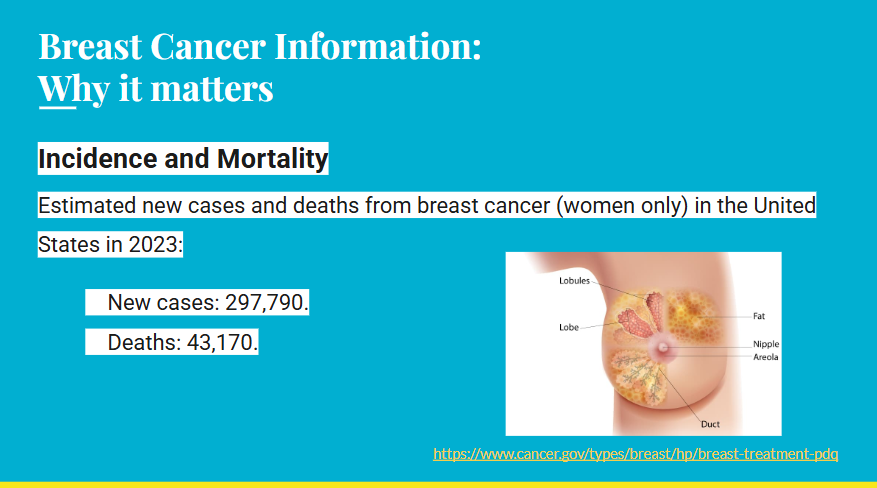 Breast Cancer Information:
Why it matters
Incidence and Mortality
Estimated new cases and deaths from breast cancer (women only) in the United
States in 2023:
New cases: 297,790.
Deaths: 43,170.
Lobules
Lobe
Fat
Nipple
Areola
Duct
https://www.cancer.gov/types/breast/hp/breast-treatment-pdq